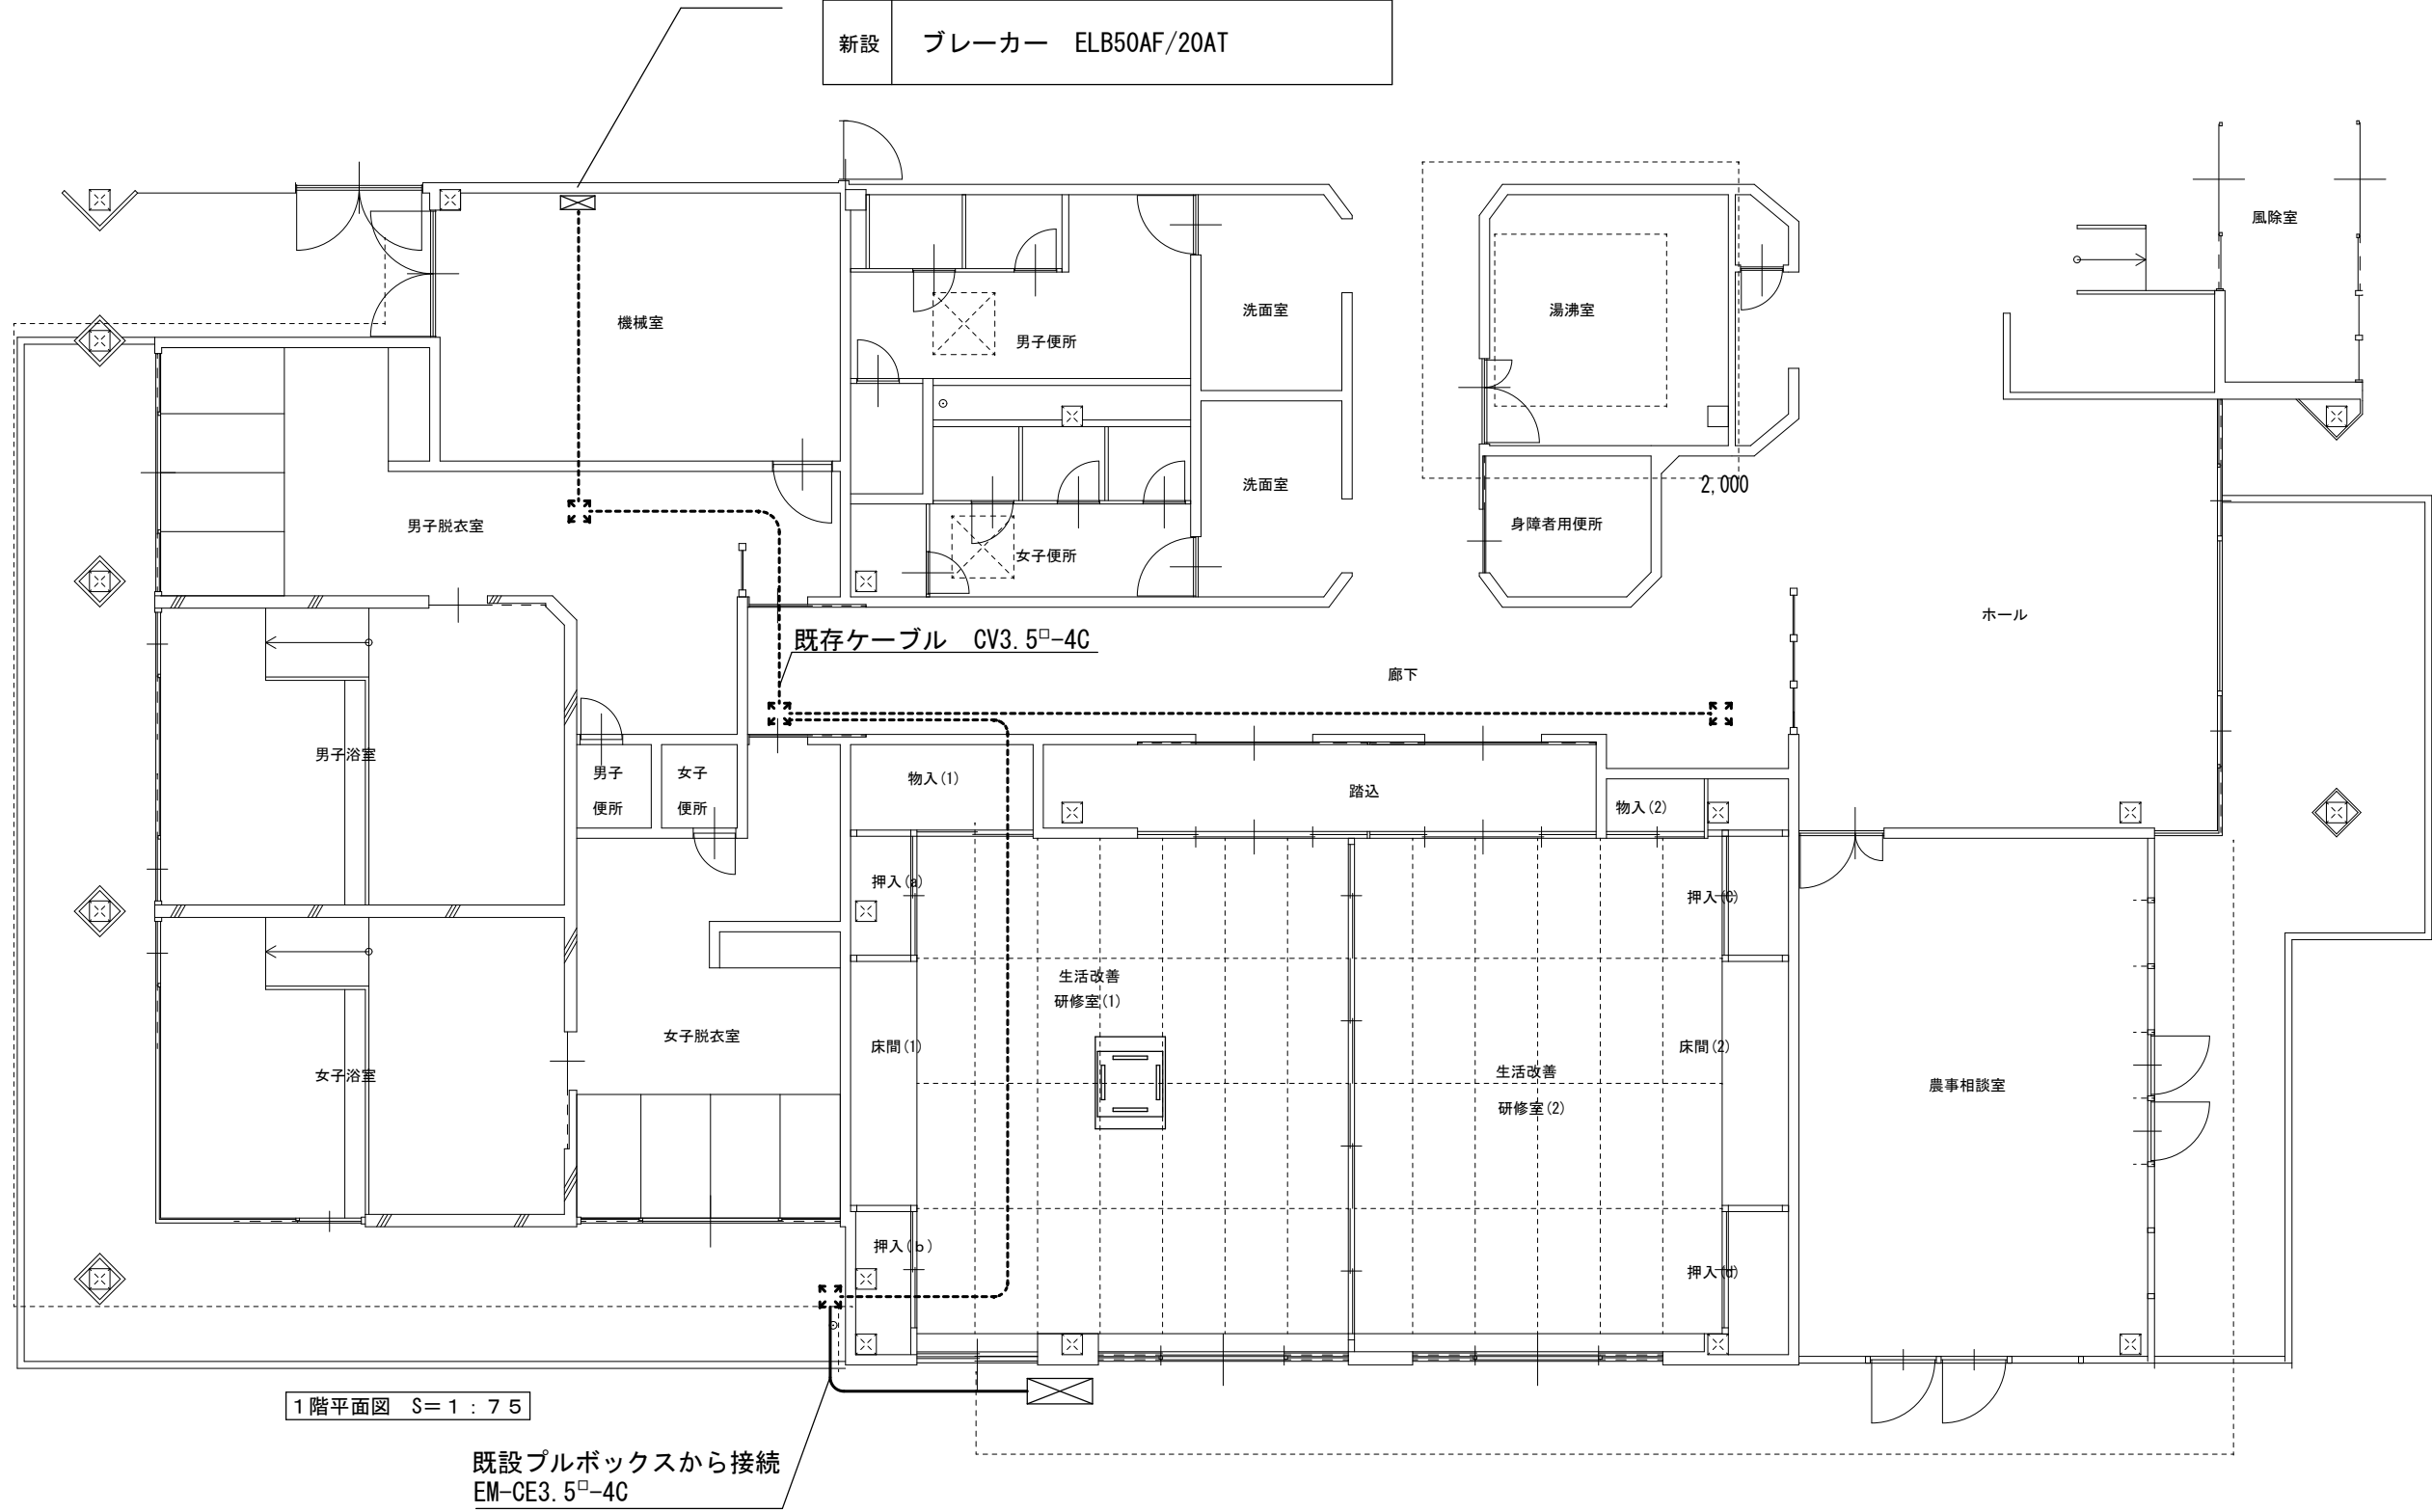 新設 ブレーカー ELB50AF/20AT
風除室
機械室
男子便所
洗面室
湯沸室
洗面室
2,000
男子脱衣室
身障者用便所
女子便所
ホール
既存ケーブル CV3.5□-4C
廊下
男子浴室
男子
便所
女子
便所
物入(1)
踏込
物入(2)
押入(a)
押入(C)
生活改善
研修室(1)
女子脱衣室
床間(1)
床間(2)
女子浴室
生活改善
研修室(2)
農事相談室
押入(b)
押入(d)
1階平面図 S=1:75
既設プルボックスから接続
EM-CE3.5□-4C